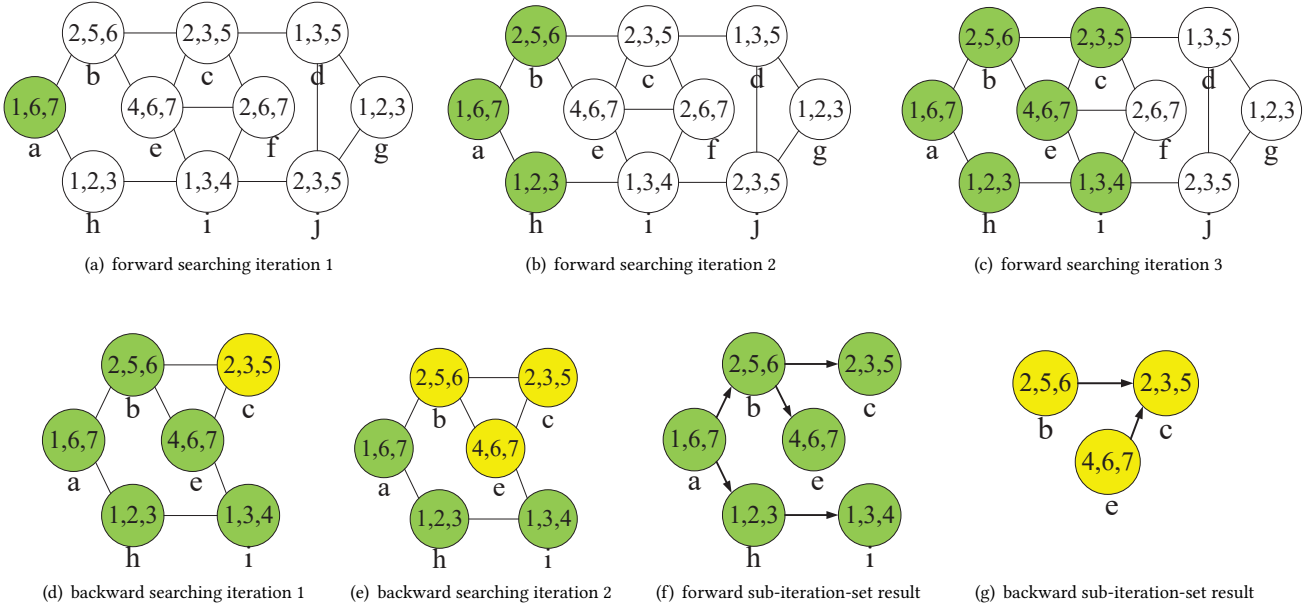 2,5,6 2,3,5 1,3,5
b c d
1,6,7 4,6,7 2,6,7 1,2,3
a e f g
1,2,3 1,3,4 2,3,5
h i j
(a) forward searching iteration 1
2,5,6 2,3,5 1,3,5
b c d
1,6,7 4,6,7 2,6,7 1,2,3
a e f g
1,2,3 1,3,4 2,3,5
h i j
(b) forward searching iteration 2
2,5,6 2,3,5 1,3,5
b c d
1,6,7 4,6,7 2,6,7 1,2,3
a e f g
1,2,3 1,3,4 2,3,5
h i j
(c) forward searching iteration 3
2,5,6 2,3,5
b c
1,6,7 4,6,7
a e
1,2,3 1,3,4
h i
(d) backward searching iteration 1
2,5,6 2,3,5
b c
1,6,7 4,6,7
a e
1,2,3 1,3,4
h i
(e) backward searching iteration 2
2,5,6 2,3,5
b c
1,6,7 4,6,7
a e
1,2,3 1,3,4
h i
(f) forward sub-iteration-set result
2,5,6 2,3,5
b c
4,6,7
e
(g) backward sub-iteration-set result